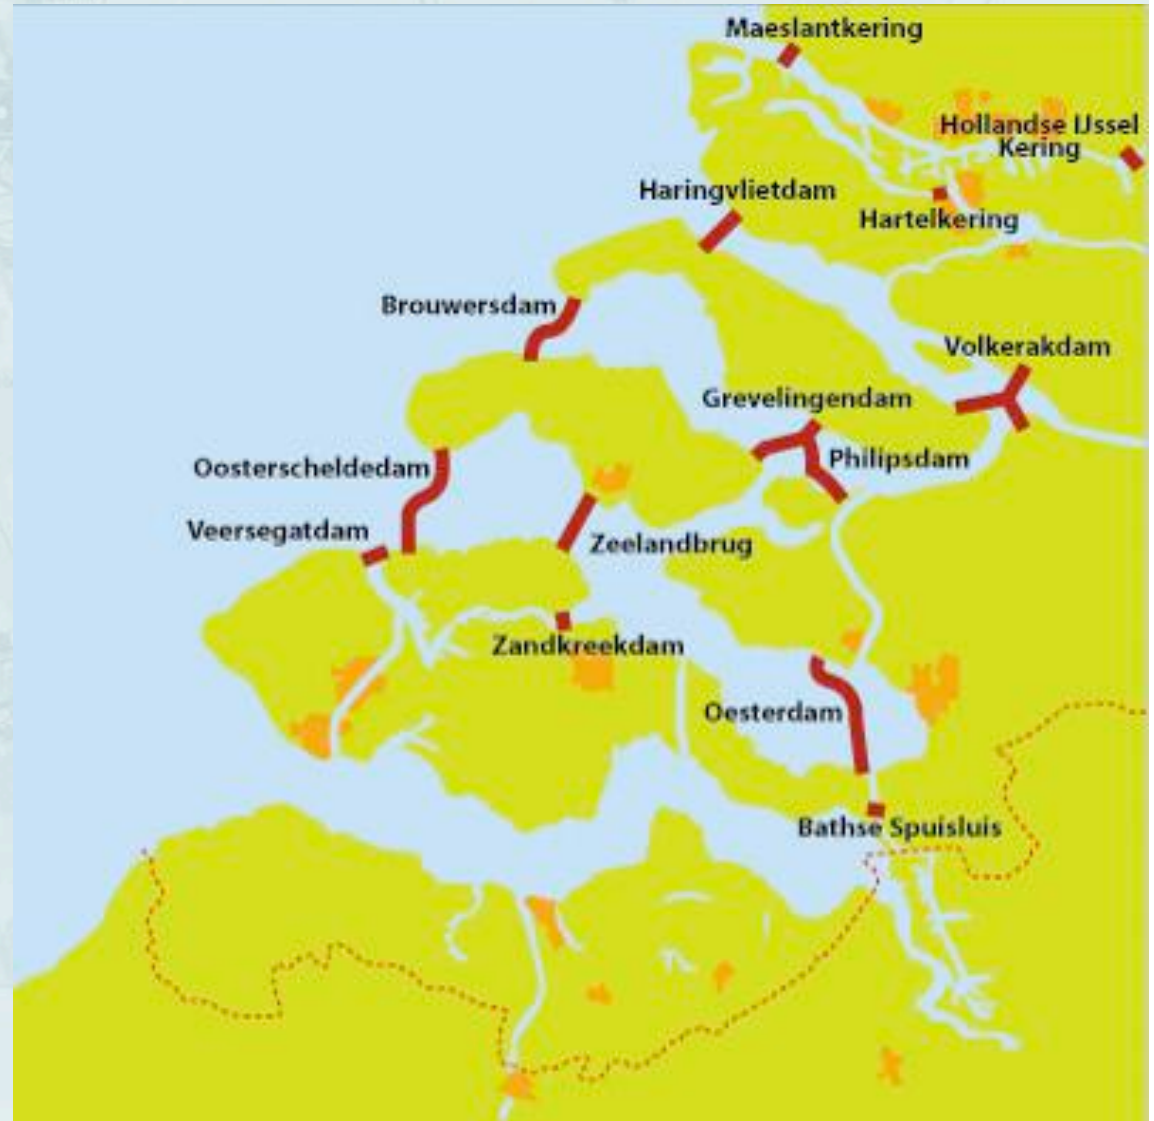 Maeslantkering
Hollandse IJssel
Kering
Haringvlietdam
Hartelkering
Brouwersdam
Volkerakdam
Grevelingendam
Philipsdam
Oosterscheldedam
Veersegatdam
Zeelandbrug
Zandkreekdam
Oesterdam
Bathse Spuisluis